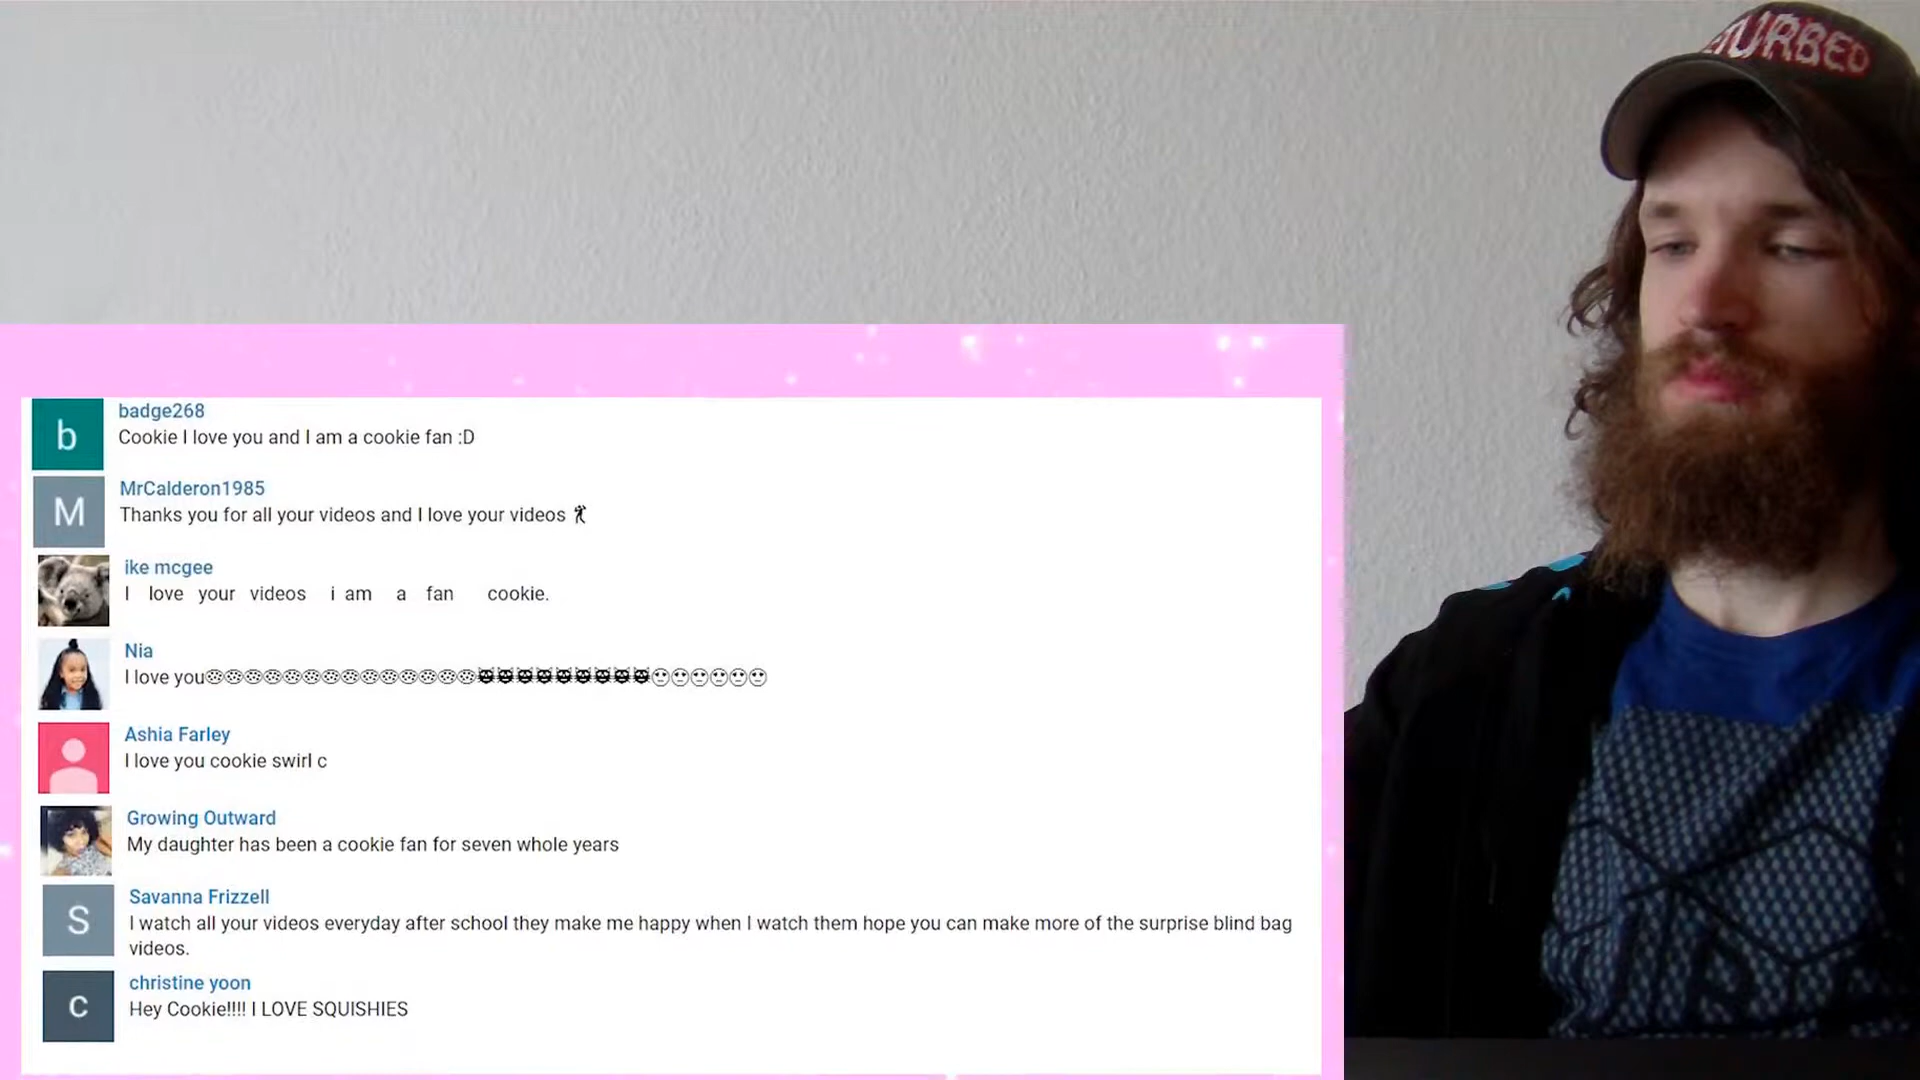 URBED
badge268
Cookie I love you and I am a cookie fan :D
MrCalderon1985
Thanks you for all your videos and I love your videos
ike mcgee
I love your videos i am a fan cookie.
Nia
I love you🍪🍪🍪🍪🍪🍪🍪🍪🍪🍪🍪🍪🍪🍪😻😻😻😻😻😻😻😻😻🙄🙄🙄🙄🙄🙄
Ashia Farley
I love you cookie swirl c
Growing Outward
My daughter has been a cookie fan for seven whole years
Savanna Frizzell
I watch all your videos everyday after school they make me happy when I watch them hope you can make more of the surprise blind bag
videos.
christine yoon
Hey Cookie!!!! I LOVE SQUISHIES
b
M
S
c